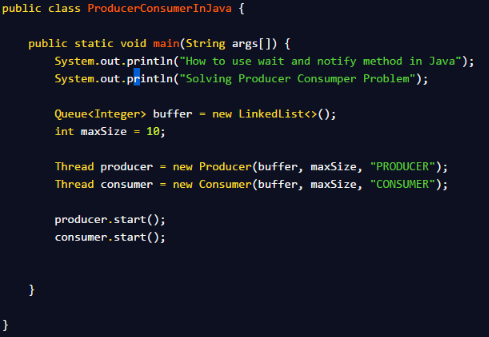 public class ProducerConsumerInJava {
public static void main(String args[]) {
System.out.println("How to use wait and notify method in Java");
System.out.println("Solving Producer Consumper Problem");
Queue<Integer> buffer = new LinkedList<>();
int maxSize = 10;
Thread producer = new Producer(buffer, maxSize, "PRODUCER");
Thread consumer = new Consumer(buffer, maxSize, "CONSUMER");
producer.start();
consumer.start();
}
}